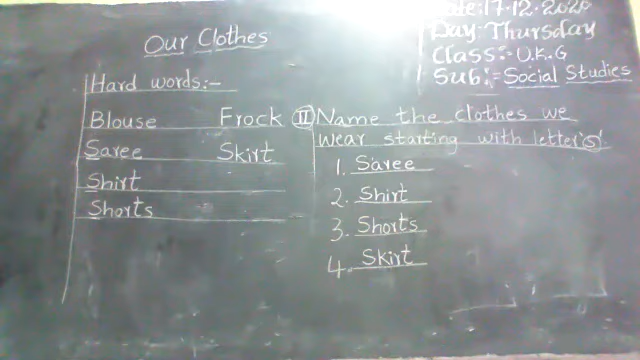 Date:17.12.2020
Day:Thursday
Class:-U.K.G
Sub:-Social Studies
Our Clothes
Hard words:-
Blouse Frock
Saree Skirt
Shirt
Shorts
II Name the clothes we
wear starting with letter 's'.
1. Saree
2. Shirt
3. Shorts
4. Skirt